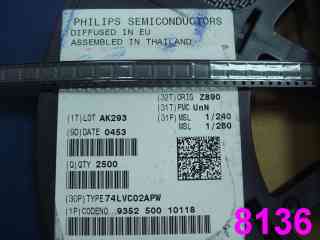 PHILIPS SEMICONDUCTORS
DIFFUSED IN EU
ASSEMBLED IN THAILAND
(32T) ORIG Z890
(31T) PMC UnN
(1T) LOT AK293
(31P) MSL 1/240
MSL 1/260
(9D) DATE 0453
(Q) QTY 2500
(30P) TYPE 74LVC02APW
(1P) CODENO 9352 500 10118
8136